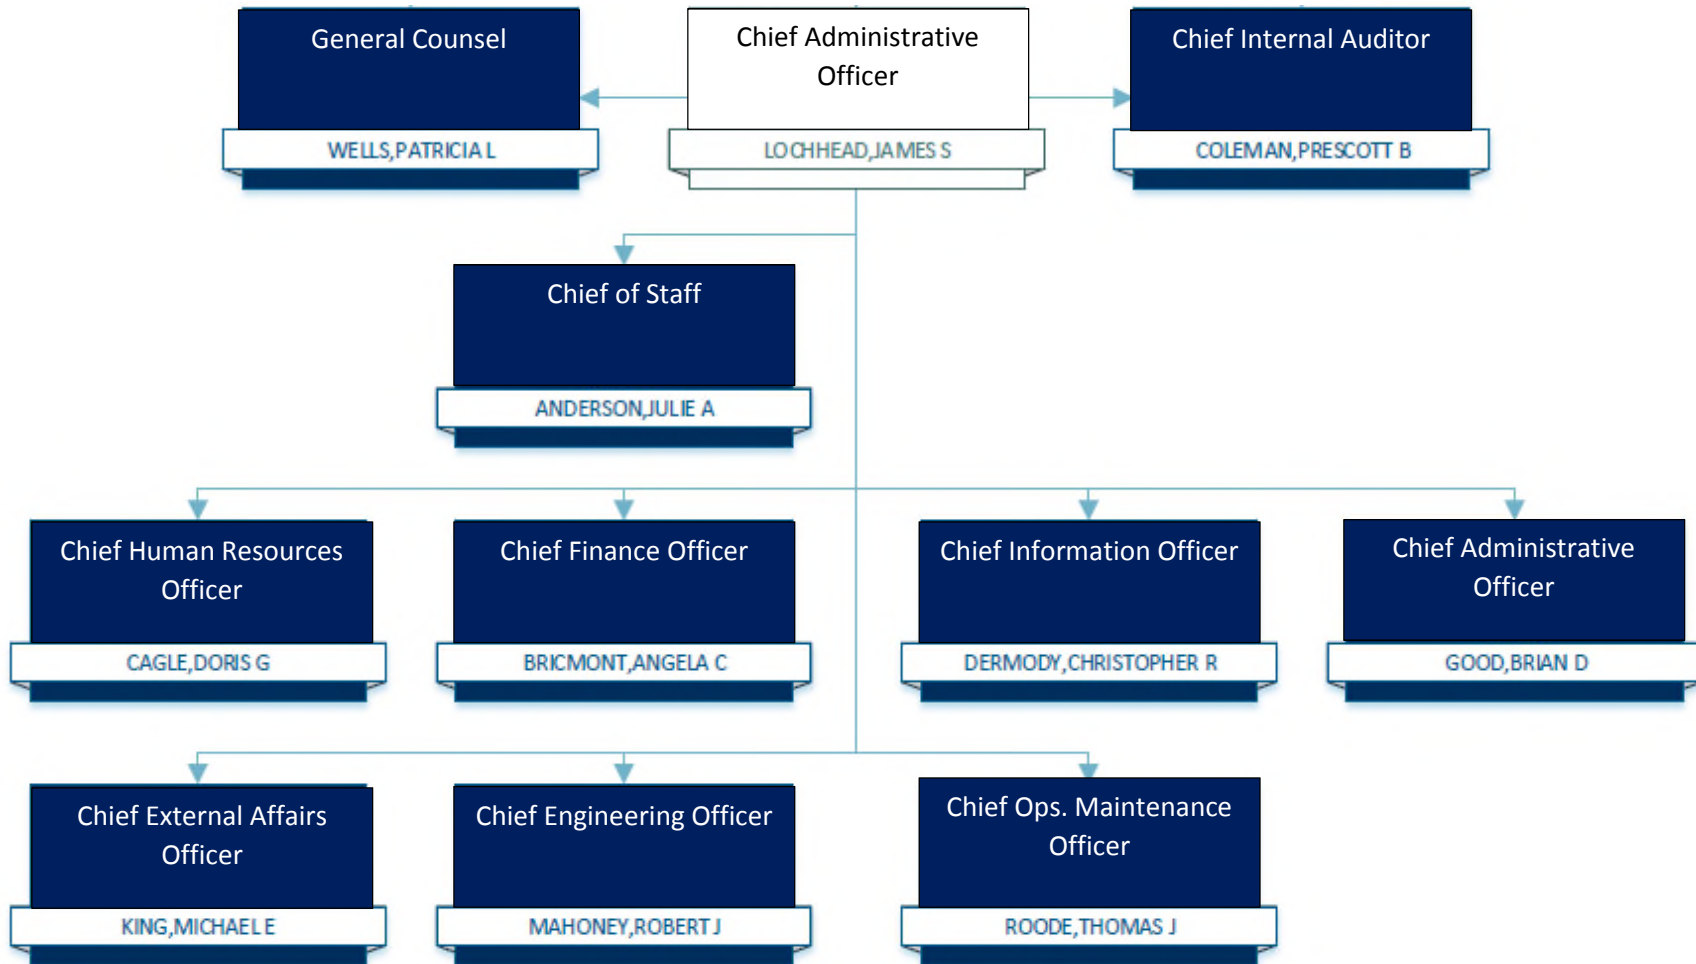 General Counsel
WELLS,PATRICIA L
Chief Administrative
Officer
LOCHHEAD,JAMES S
Chief Internal Auditor
COLEMAN,PRESCOTT B
Chief of Staff
ANDERSON,JULIE A
Chief Human Resources
Officer
CAGLE,DORIS G
Chief Finance Officer
BRICMONT,ANGELA C
Chief Information Officer
DERMODY,CHRISTOPHER R
Chief Administrative
Officer
GOOD,BRIAN D
Chief External Affairs
Officer
KING,MICHAEL E
Chief Engineering Officer
MAHONEY,ROBERT J
Chief Ops. Maintenance
Officer
ROODE,THOMAS J